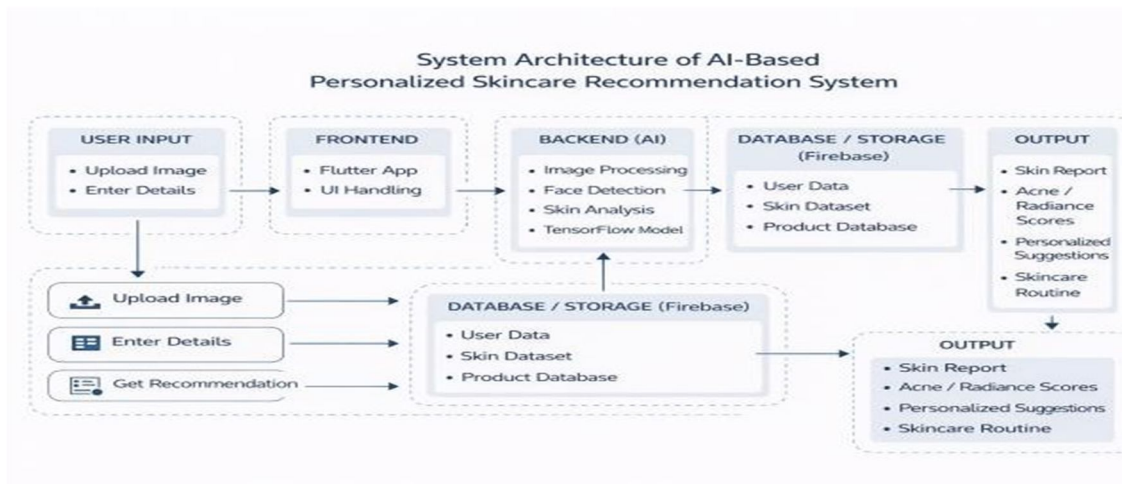 System Architecture of AI-Based
Personalized Skincare Recommendation System
USER INPUT
• Upload Image
• Enter Details
FRONTEND
• Flutter App
• UI Handling
BACKEND (AI)
• Image Processing
• Face Detection
• Skin Analysis
• TensorFlow Model
DATABASE / STORAGE
(Firebase)
• User Data
• Skin Dataset
• Product Database
OUTPUT
• Skin Report
• Acne /
Radiance
Scores
• Personalized
Suggestions
• Skincare
Routine
Upload Image
Enter Details
Get Recommendation
DATABASE / STORAGE (Firebase)
• User Data
• Skin Dataset
• Product Database
OUTPUT
• Skin Report
• Acne / Radiance Scores
• Personalized Suggestions
• Skincare Routine